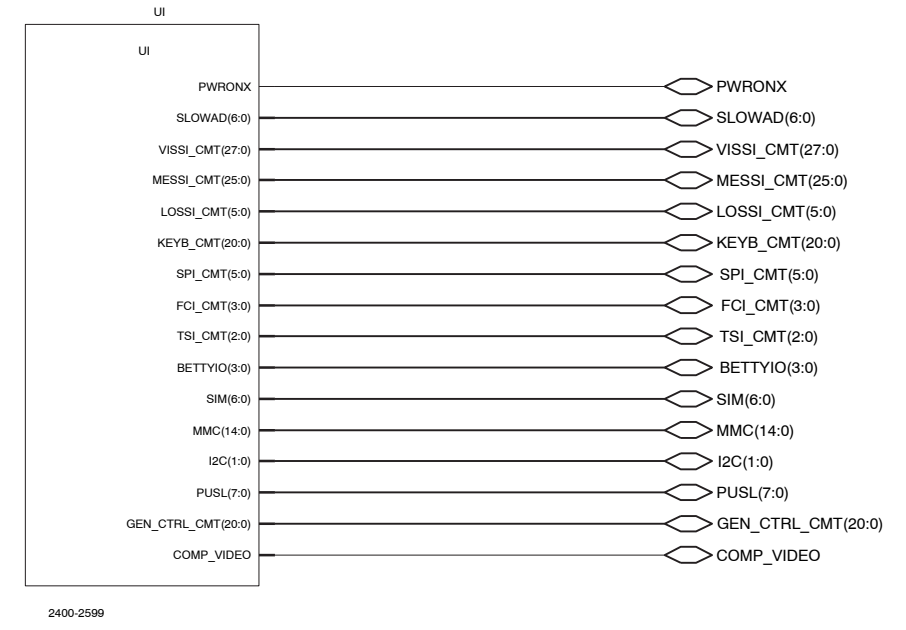 UI
UI
PWRONX PWRONX
SLOWAD(6:0) SLOWAD(6:0)
VISSI_CMT(27:0) VISSI_CMT(27:0)
MESSI_CMT(25:0) MESSI_CMT(25:0)
LOSSI_CMT(5:0) LOSSI_CMT(5:0)
KEYB_CMT(20:0) KEYB_CMT(20:0)
SPI_CMT(5:0) SPI_CMT(5:0)
FCI_CMT(3:0) FCI_CMT(3:0)
TSI_CMT(2:0) TSI_CMT(2:0)
BETTYIO(3:0) BETTYIO(3:0)
SIM(6:0) SIM(6:0)
MMC(14:0) MMC(14:0)
I2C(1:0) I2C(1:0)
PUSL(7:0) PUSL(7:0)
GEN_CTRL_CMT(20:0) GEN_CTRL_CMT(20:0)
COMP_VIDEO COMP_VIDEO
2400-2599